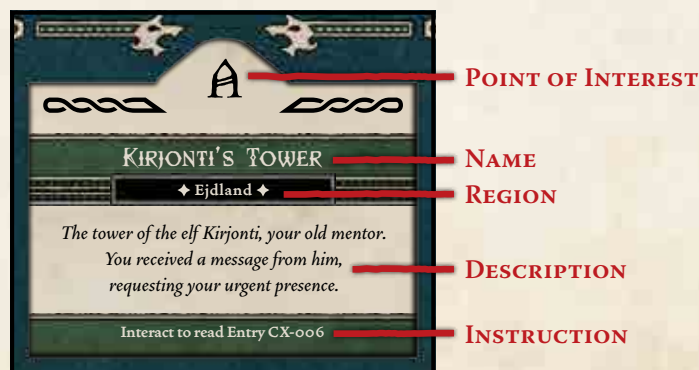 A
Point of Interest
Kirjonti's Tower
Name
✦ Ejdland ✦
Region
The tower of the elf Kirjonti, your old mentor.
You received a message from him,
requesting your urgent presence.
Description
Interact to read Entry CX-006
Instruction